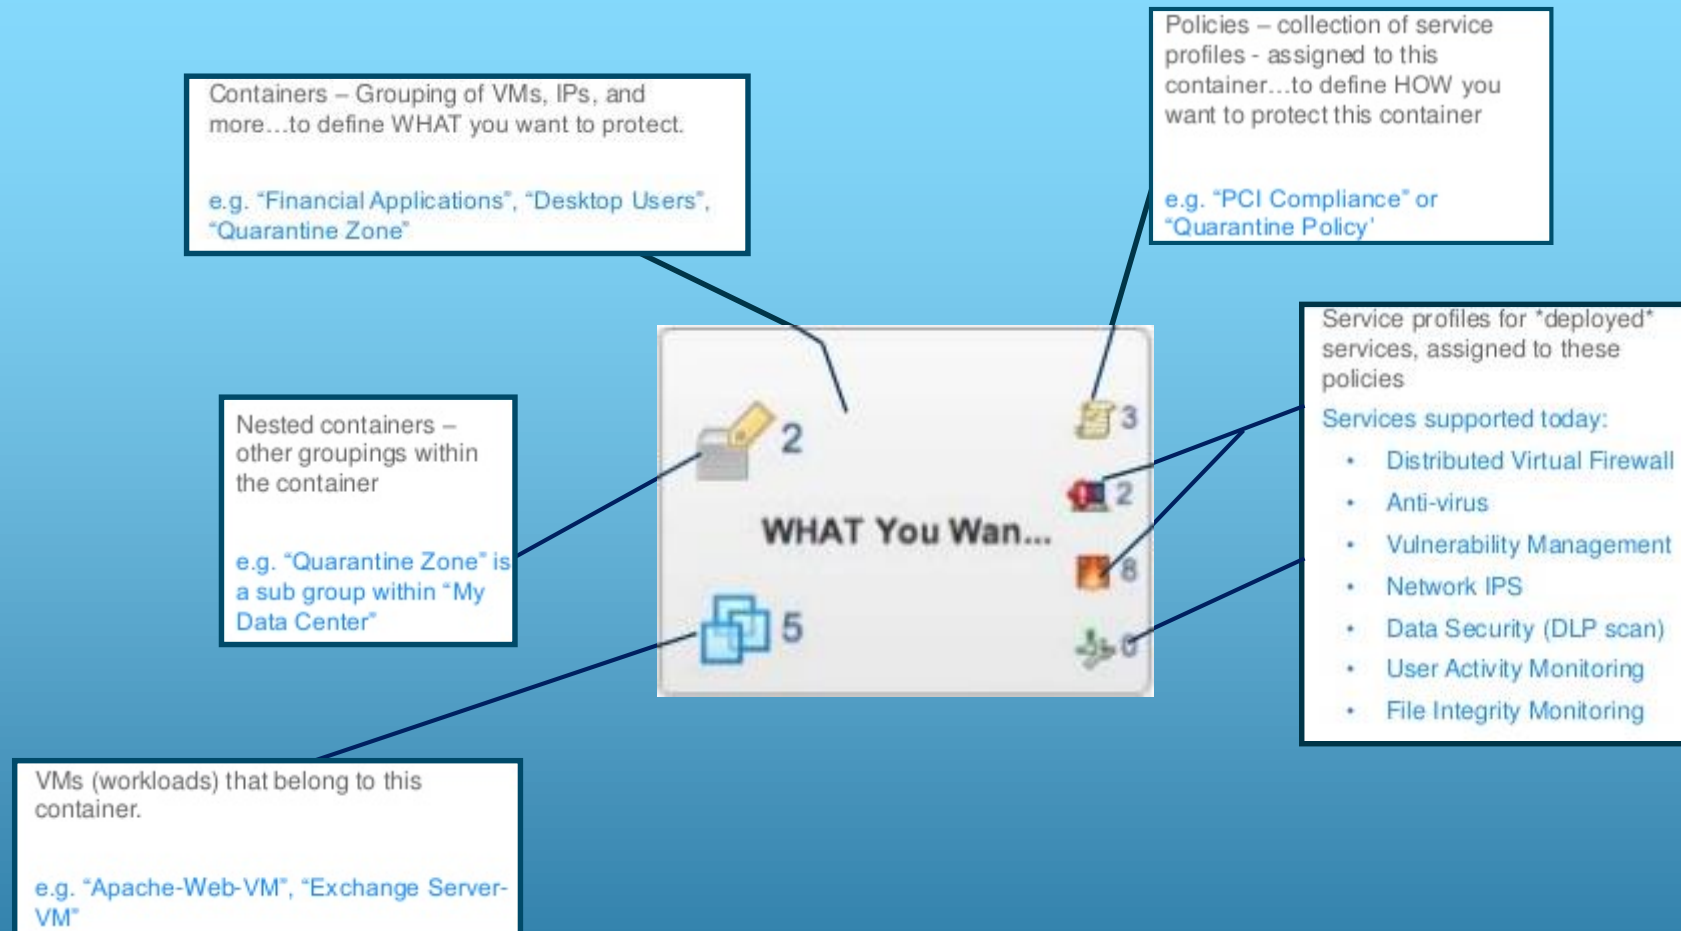 Containers – Grouping of VMs, IPs, and
more…to define WHAT you want to protect.
e.g. “Financial Applications”, “Desktop Users”,
“Quarantine Zone”
Policies – collection of service
profiles - assigned to this
container…to define HOW you
want to protect this container
e.g. “PCI Compliance” or
“Quarantine Policy’
Service profiles for *deployed*
services, assigned to these
policies
Services supported today:
• Distributed Virtual Firewall
• Anti-virus
• Vulnerability Management
• Network IPS
• Data Security (DLP scan)
• User Activity Monitoring
• File Integrity Monitoring
Nested containers –
other groupings within
the container
e.g. “Quarantine Zone” is
a sub group within “My
Data Center”
2
3
2
WHAT You Wan...
8
5
0
VMs (workloads) that belong to this
container.
e.g. “Apache-Web-VM”, “Exchange Server-
VM”